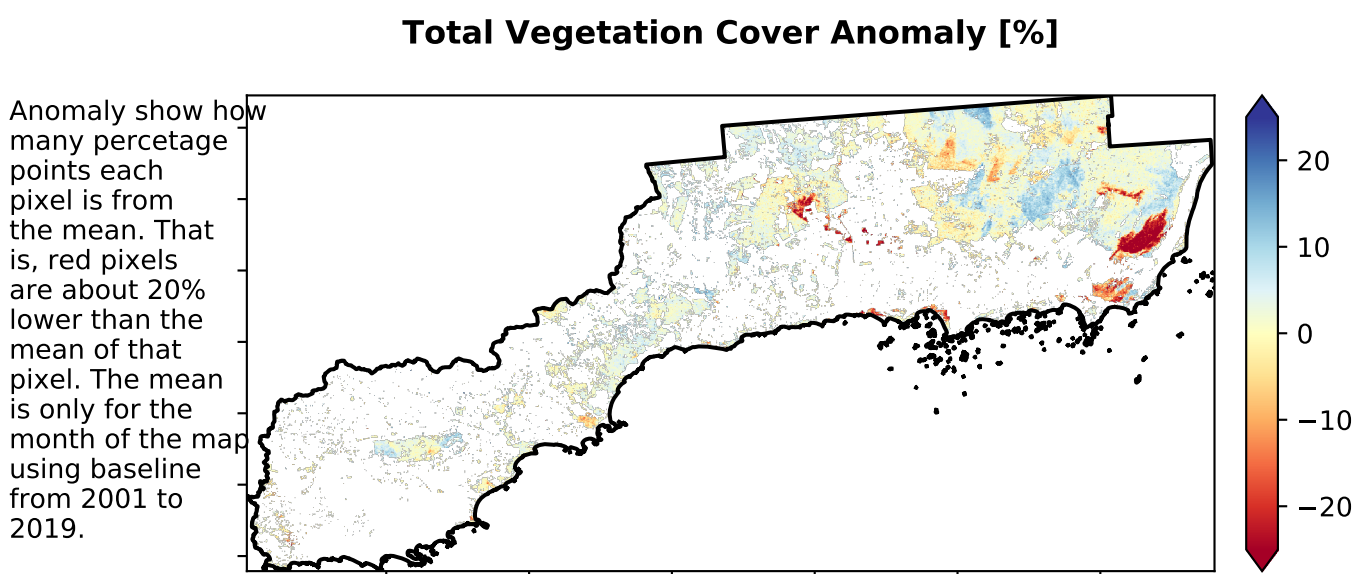 Total Vegetation Cover Anomaly [%]
Anomaly show how
many percetage
points each
pixel is from
the mean. That
is, red pixels
are about 20%
lower than the
mean of that
pixel. The mean
is only for the
month of the map
using baseline
from 2001 to
2019.
20
10
0
−10
−20